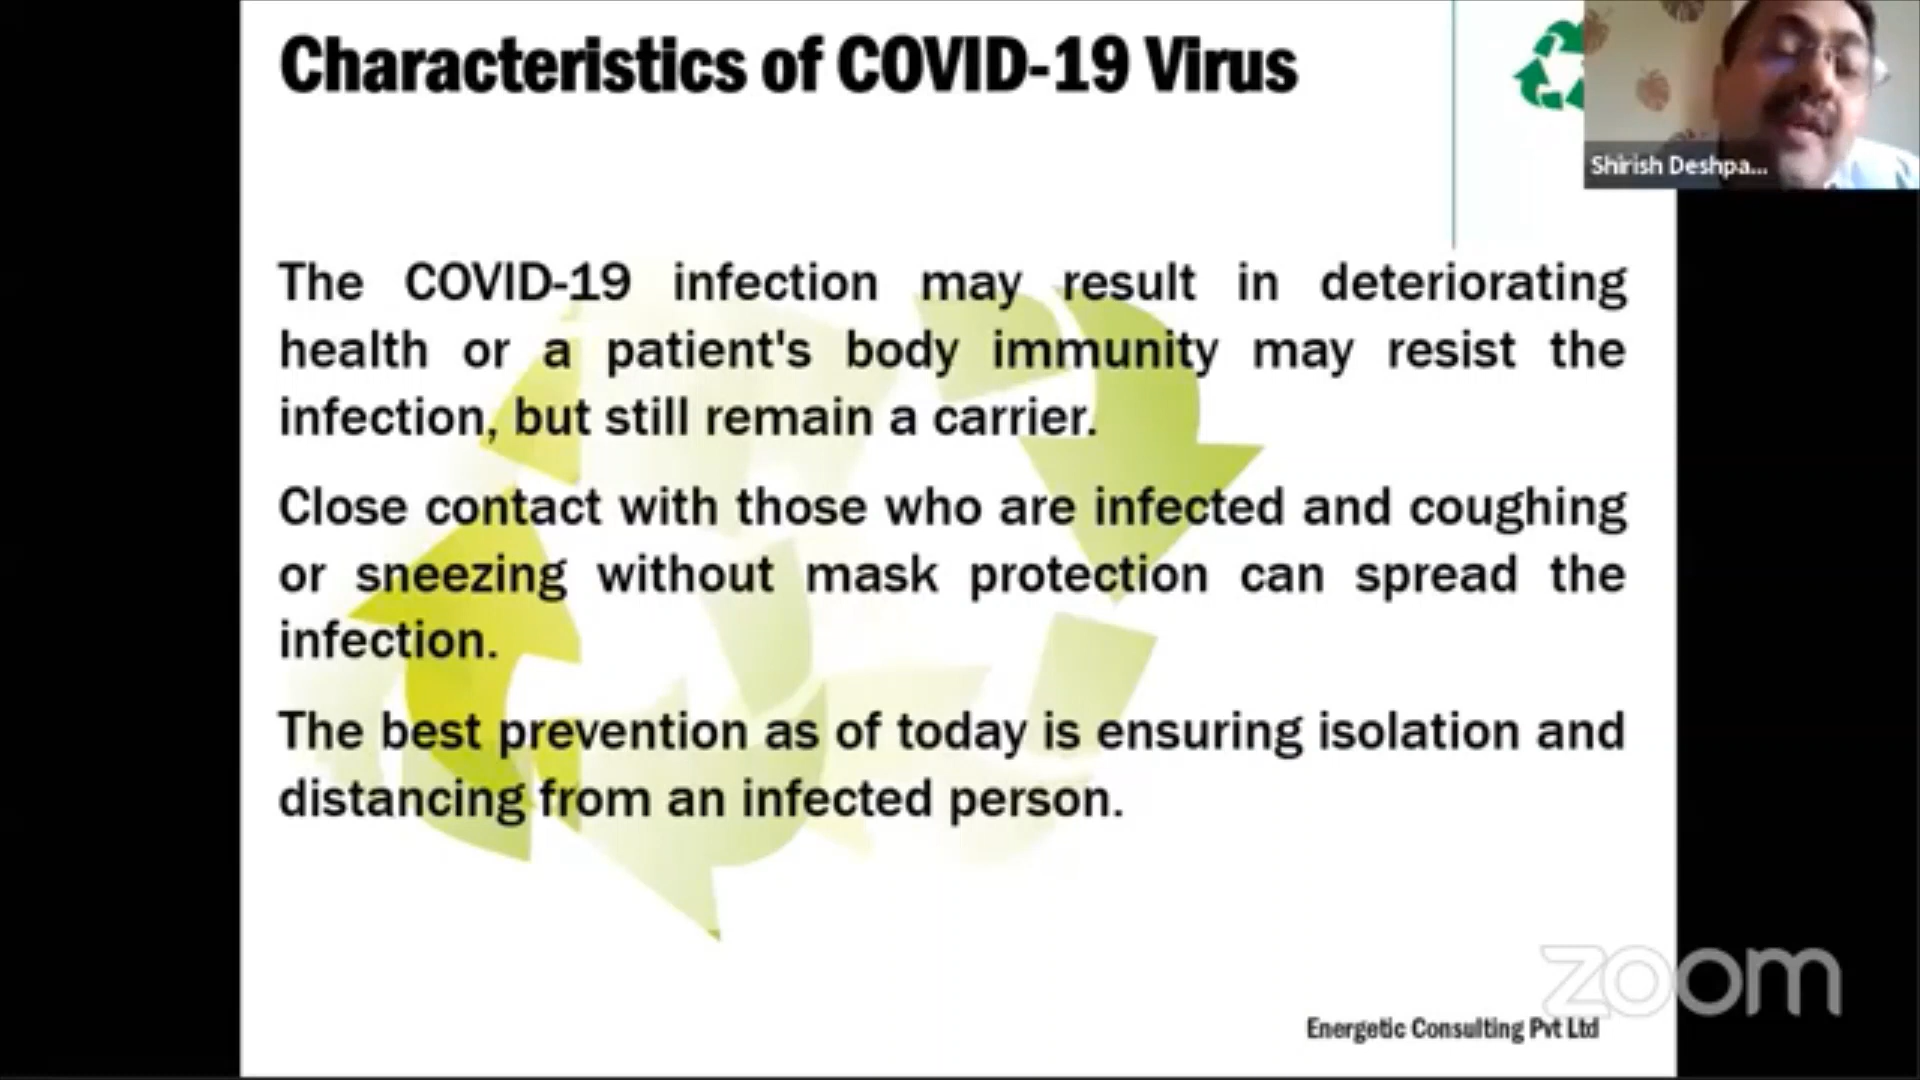 Characteristics of COVID-19 Virus
Shirish Deshpa...
The COVID-19 infection may result in deteriorating
health or a patient's body immunity may resist the
infection, but still remain a carrier.
Close contact with those who are infected and coughing
or sneezing without mask protection can spread the
infection.
The best prevention as of today is ensuring isolation and
distancing from an infected person.
zoom
Energetic Consulting Pvt Ltd